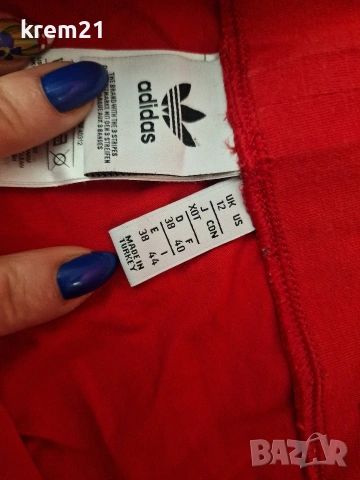 krem21
adidas
THE BRAND WITH THE 3 STRIPES
UK US
12
J CDN
XOT
D F
38 40
E I
38 44
MADE IN
TURKEY
BAZAR